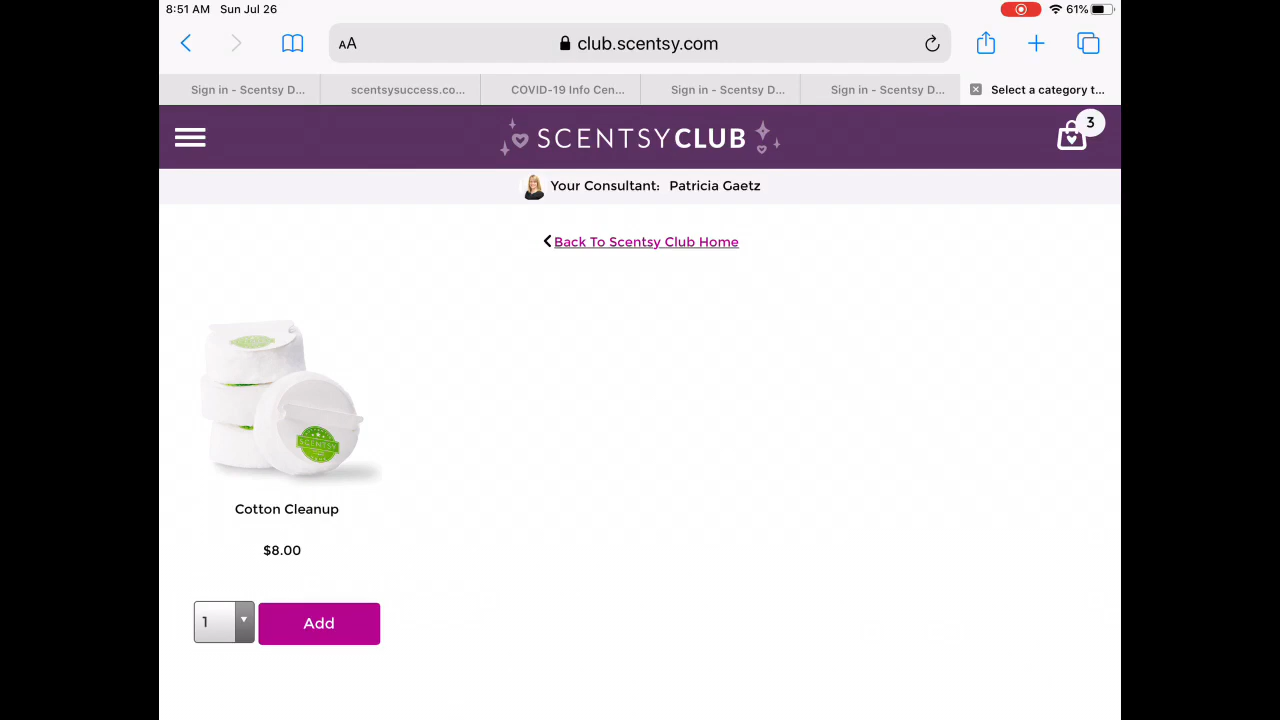 8:51 AM Sun Jul 26 61%
AA club.scentsy.com
Sign in - Scentsy D... scentsysuccess.co... COVID-19 Info Cen... Sign in - Scentsy D... Sign in - Scentsy D... Select a category t...
SCENTSYCLUB 3
Your Consultant: Patricia Gaetz
Back To Scentsy Club Home
SCENTSY
Cotton Cleanup
$8.00
1 Add